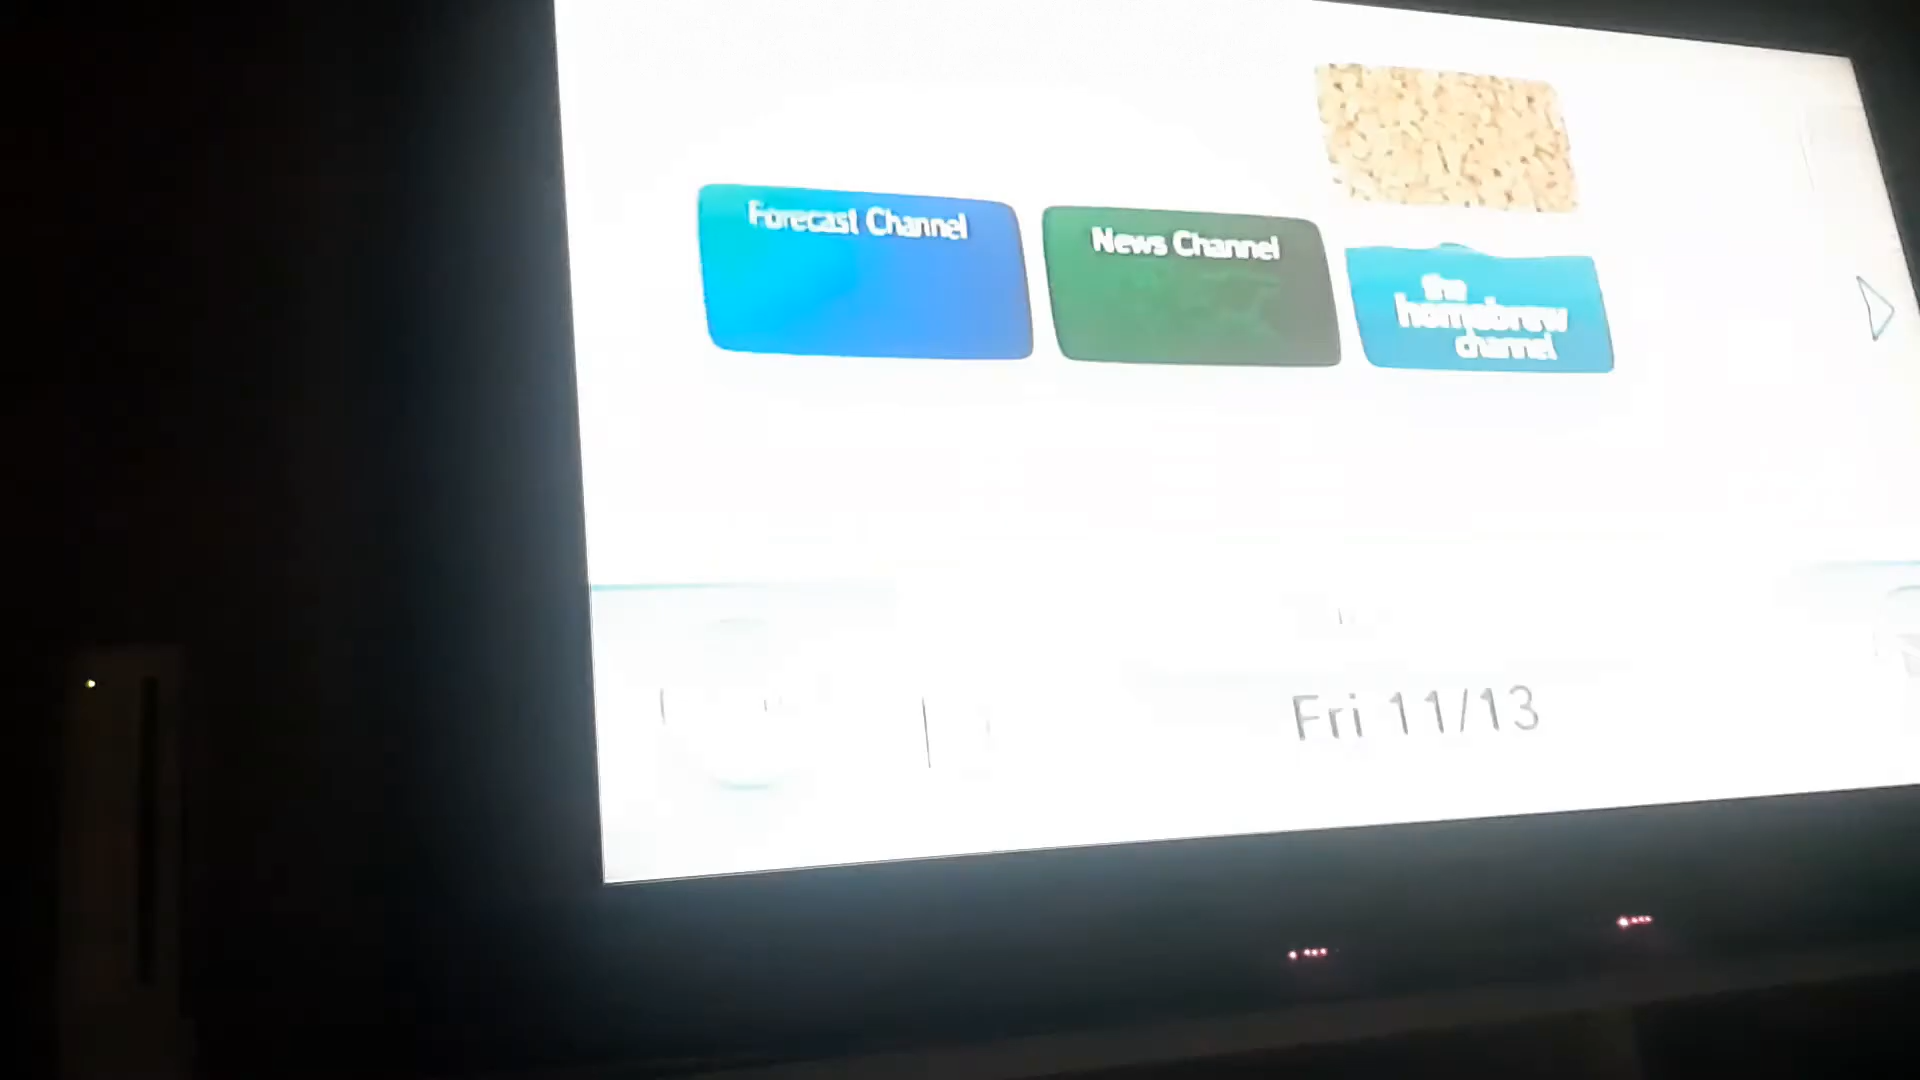 Forecast Channel
News Channel
the
homebrew
channel
Fri 11/13